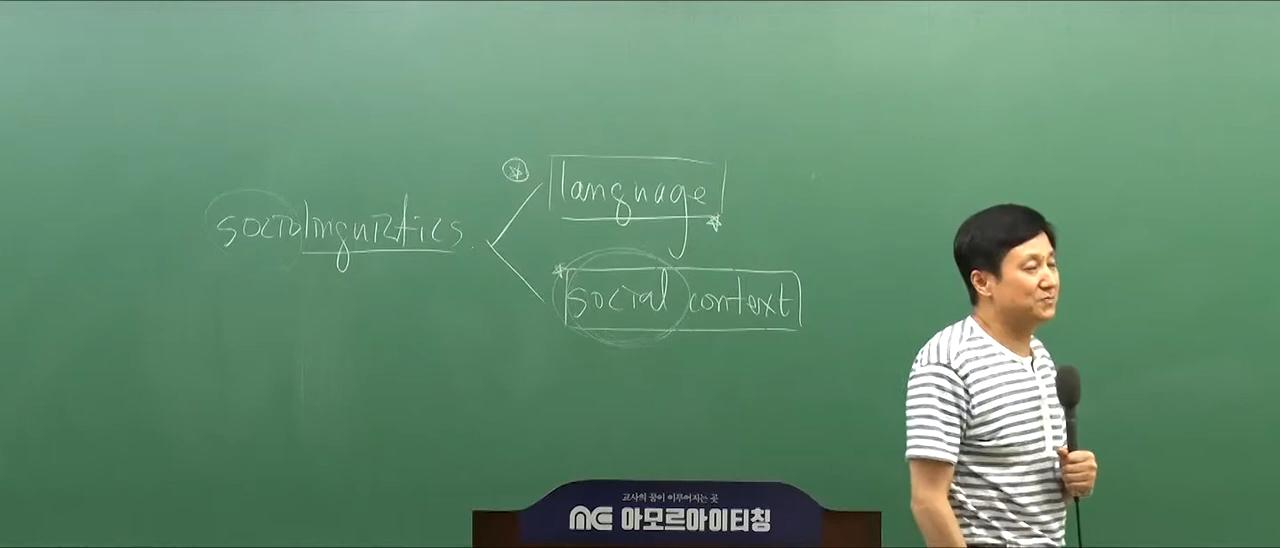 sociolinguistics
language
social context
교사의 꿈이 이루어지는 곳
아모르아이티칭